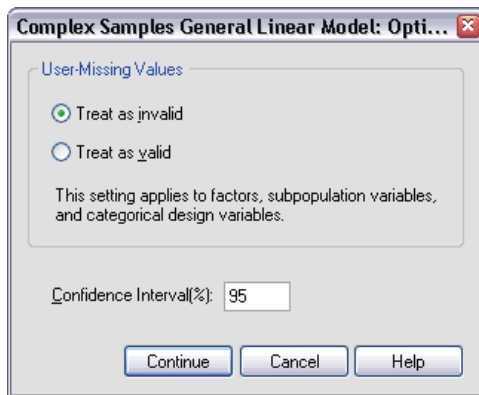 Complex Samples General Linear Model: Opti...
User-Missing Values
Treat as invalid
Treat as valid
This setting applies to factors, subpopulation variables,
and categorical design variables.
Confidence Interval(%): 95
Continue Cancel Help